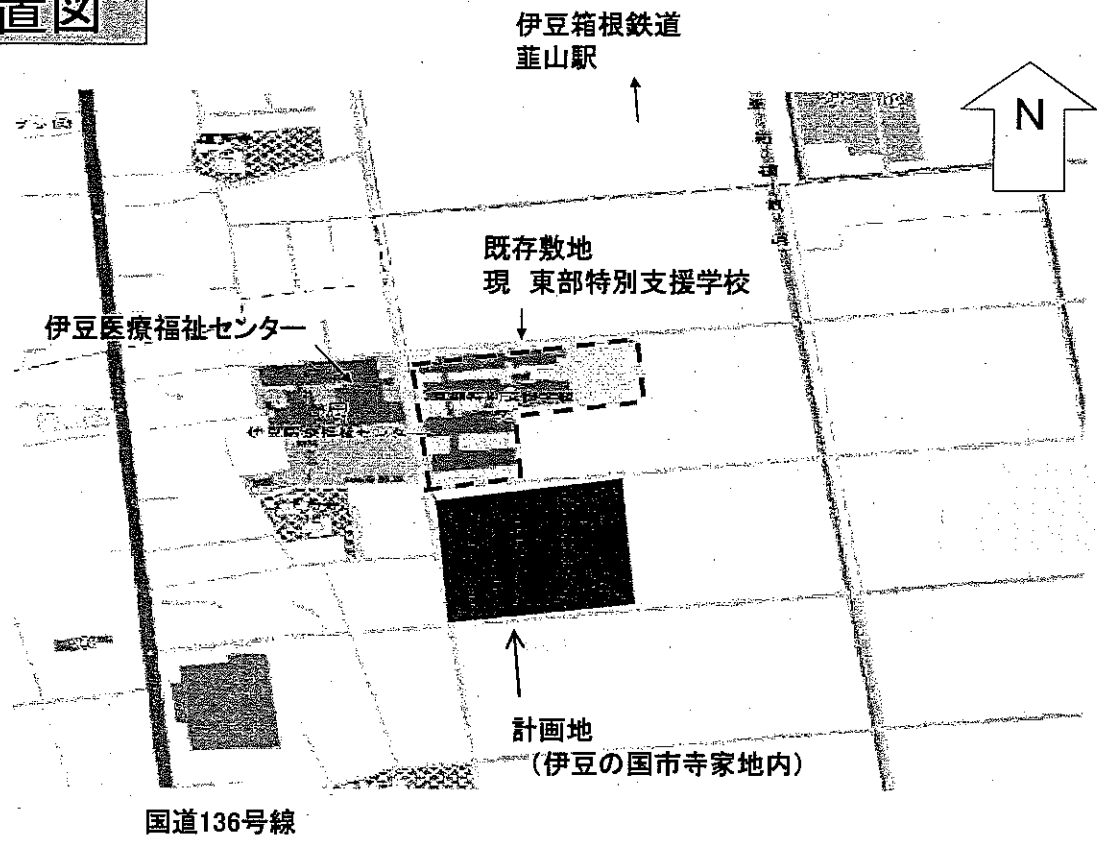 置図
伊豆箱根鉄道
韮山駅
N
既存敷地
現 東部特別支援学校
伊豆医療福祉センター
計画地
（伊豆の国市寺家地内）
国道136号線